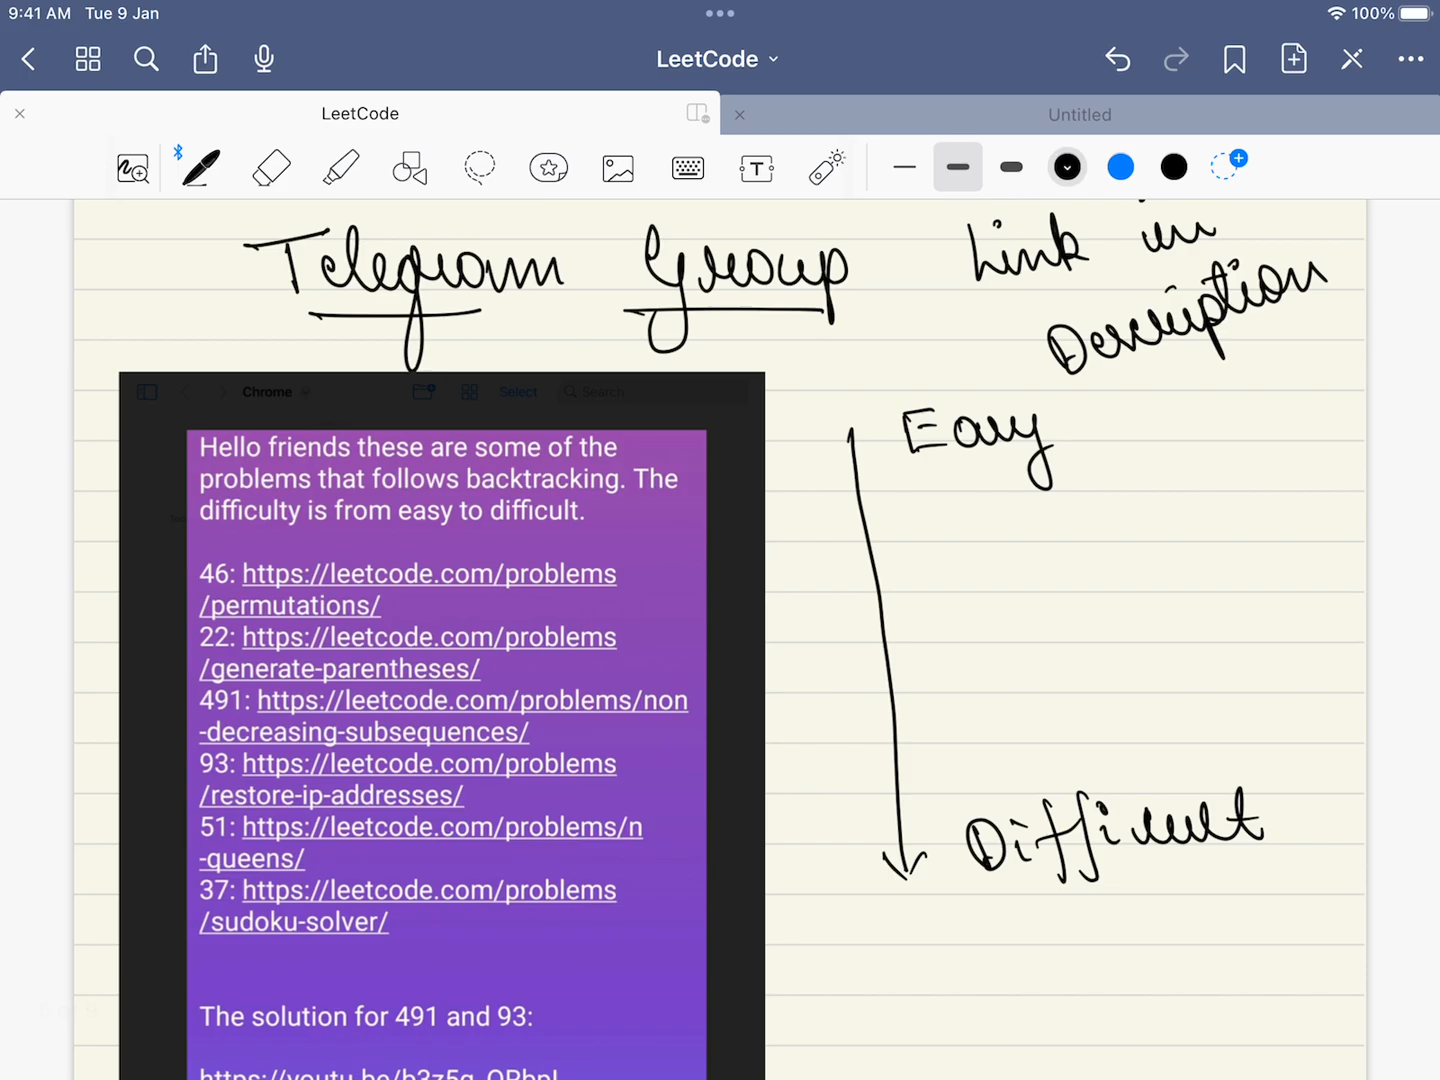 9:41 AM Tue 9 Jan
100%
LeetCode
LeetCode
Untitled
T
Telegram Group
Link in
Description
Chrome
Select
Search
Easy
Hello friends these are some of the
problems that follows backtracking. The
difficulty is from easy to difficult.
46: https://leetcode.com/problems
/permutations/
22: https://leetcode.com/problems
/generate-parentheses/
491: https://leetcode.com/problems/non
-decreasing-subsequences/
93: https://leetcode.com/problems
/restore-ip-addresses/
51: https://leetcode.com/problems/n
-queens/
37: https://leetcode.com/problems
/sudoku-solver/
Difficult
The solution for 491 and 93: